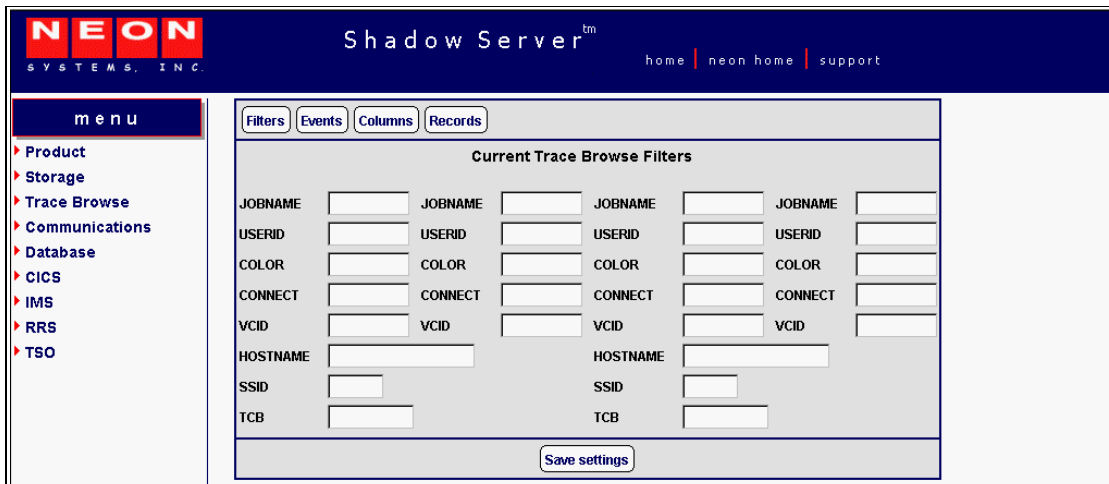 NEON
SYSTEMS, INC.
Shadow Server tm
home neon home support
menu
Product
Storage
Trace Browse
Communications
Database
CICS
IMS
RRS
TSO
Filters Events Columns Records
Current Trace Browse Filters
JOBNAME JOBNAME JOBNAME JOBNAME
USERID USERID USERID USERID
COLOR COLOR COLOR COLOR
CONNECT CONNECT CONNECT CONNECT
VCID VCID VCID VCID
HOSTNAME HOSTNAME
SSID SSID
TCB TCB
Save settings